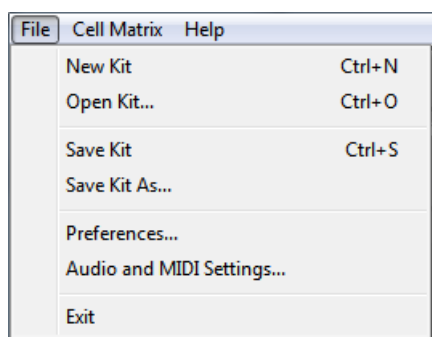 File Cell Matrix Help
New Kit Ctrl+N
Open Kit... Ctrl+O
Save Kit Ctrl+S
Save Kit As...
Preferences...
Audio and MIDI Settings...
Exit